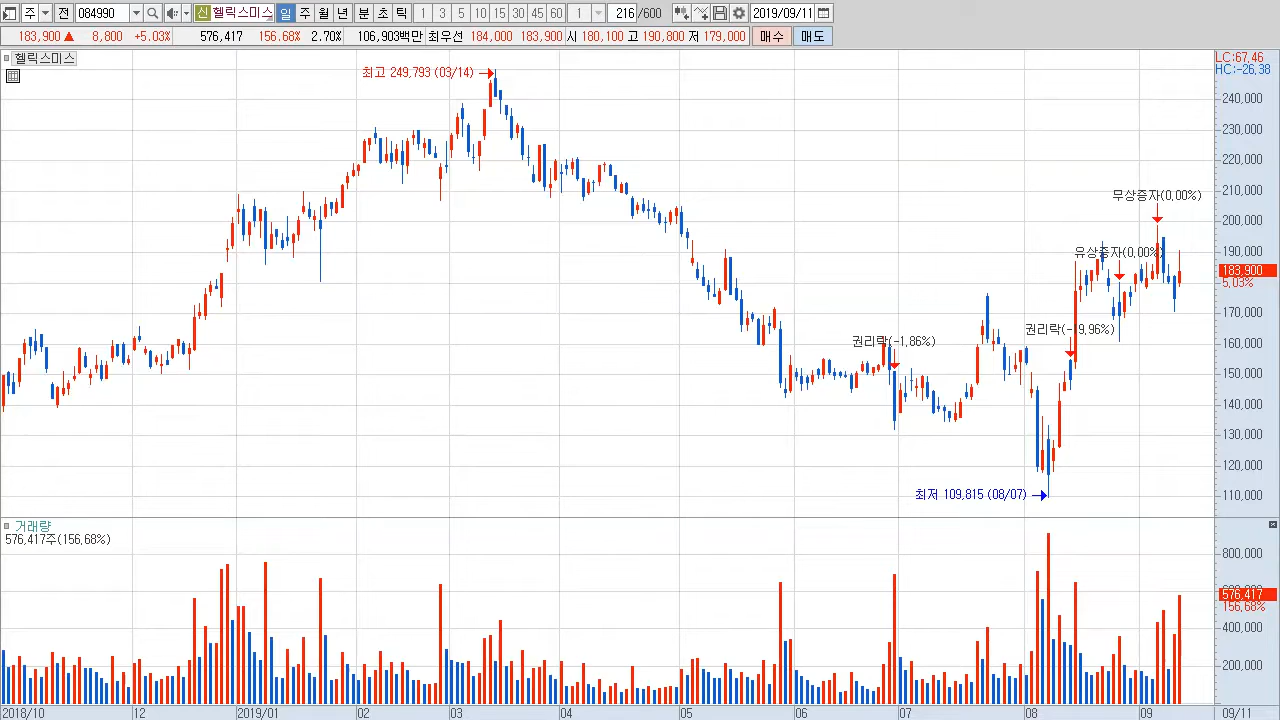 주 전 084990 신 헬릭스미스 일 주 월 년 분 초 틱 1 3 5 10 15 30 45 60 1 216 /600 2019/09/11
183,900 ▲ 8,800 +5.03% 576,417 156.68% 2.70% 106,903백만 최우선 184,000 183,900 시 180,100 고 190,800 저 179,000 매수 매도
헬릭스미스
LC:67.46
HC:-26.38
최고 249,793 (03/14)
240,000
230,000
220,000
210,000
무상증자(0.00%)
200,000
유상증자(0.00%)
190,000
183,900
5.03%
170,000
권리락(-19.96%)
권리락(-1.86%)
160,000
150,000
140,000
130,000
120,000
최저 109,815 (08/07)
110,000
거래량
576,417주(156.68%)
800,000
576,417
156.68%
400,000
200,000
2018/10 12 2019/01 02 03 04 05 06 07 08 09 09/11